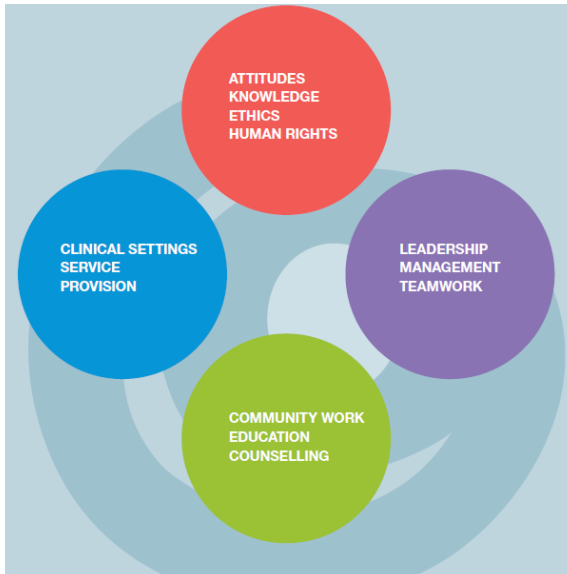 ATTITUDES
KNOWLEDGE
ETHICS
HUMAN RIGHTS
CLINICAL SETTINGS
SERVICE
PROVISION
LEADERSHIP
MANAGEMENT
TEAMWORK
COMMUNITY WORK
EDUCATION
COUNSELLING